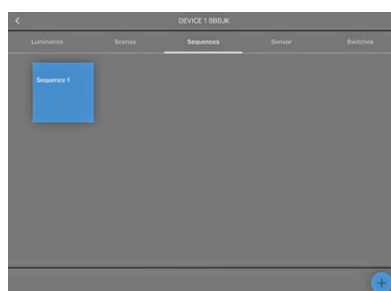 DEVICE 1 BBBJK
Luminaires Scenes Sequences Sensor Switches
Sequence 1